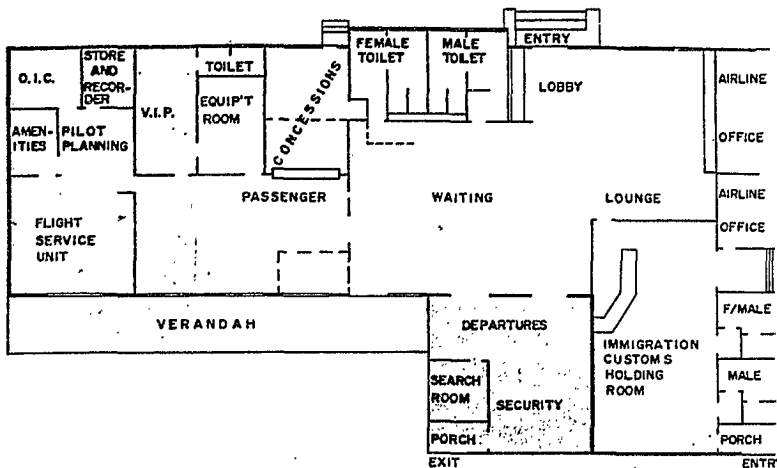 O.I.C.
STORE
AND
RECOR-
DER
AMEN-
ITIES
PILOT
PLANNING
V.I.P.
TOILET
EQUIP'T
ROOM
CONCESSIONS
FEMALE
TOILET
MALE
TOILET
ENTRY
LOBBY
AIRLINE
OFFICE
PASSENGER WAITING LOUNGE
AIRLINE
OFFICE
FLIGHT
SERVICE
UNIT
VERANDAH
DEPARTURES
SEARCH
ROOM
SECURITY
PORCH
EXIT
IMMIGRATION
CUSTOMS
HOLDING
ROOM
F/MALE
MALE
PORCH
ENTR